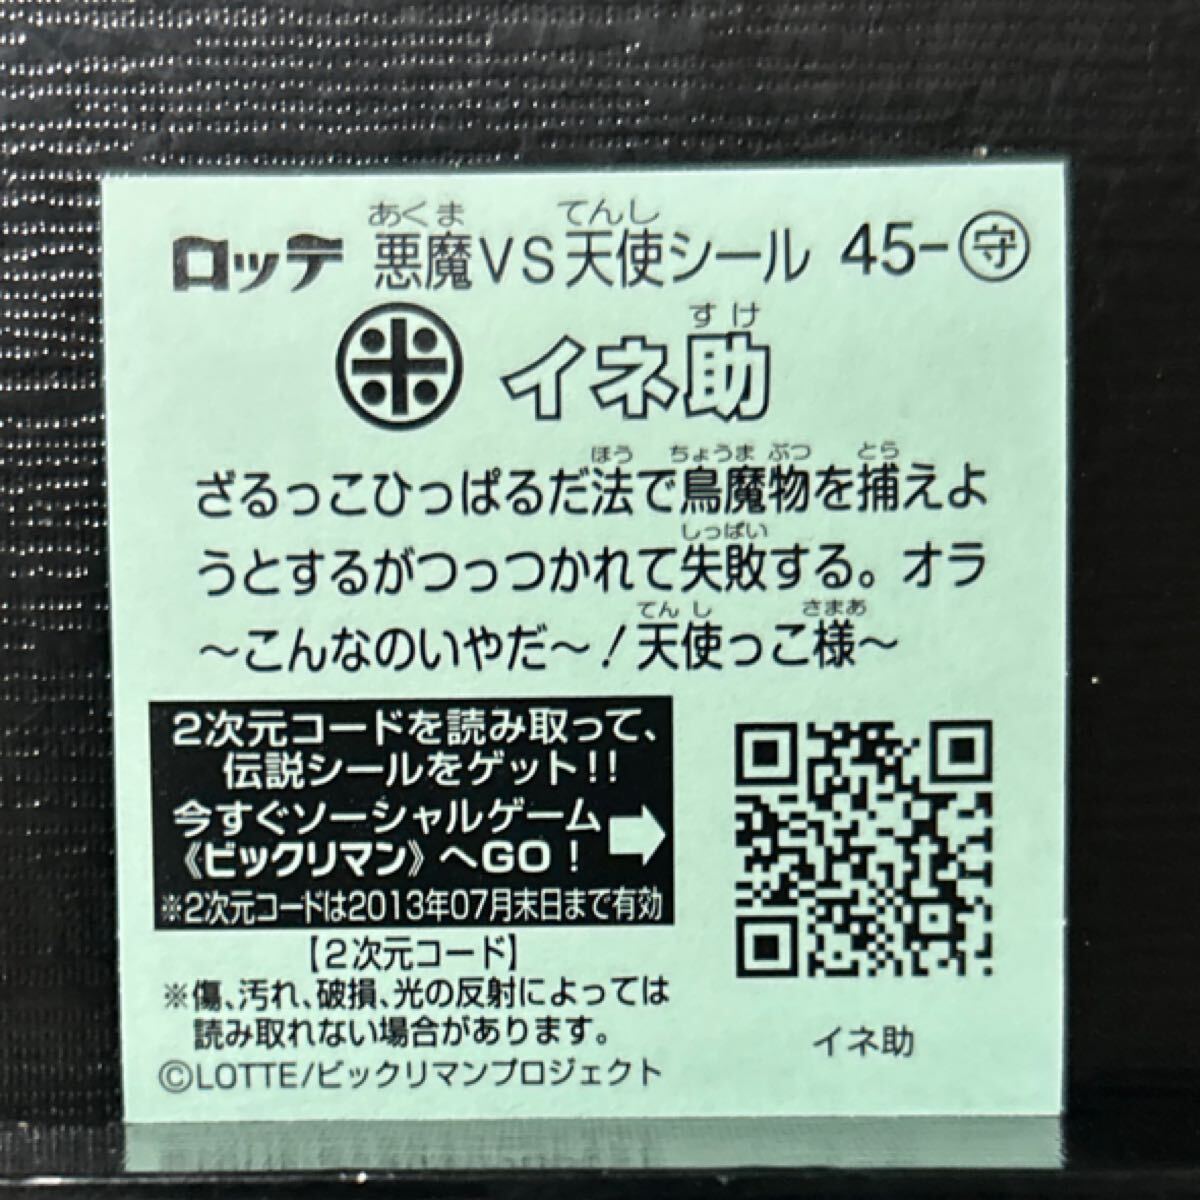 あくま てんし
ロッテ 悪魔VS天使シール 45-守
すけ
米 イネ助
ほう ちょうま ぶつ とら
ざるっこひっぱるだ法で鳥魔物を捕えよ
しっぱい
うとするがつっつかれて失敗する。オラ
てんし さまあ
〜こんなのいやだ〜！天使っこ様〜
2次元コードを読み取って、
伝説シールをゲット!!
今すぐソーシャルゲーム
《ビックリマン》へGO！
※2次元コードは2013年07月末日まで有効
【2次元コード】
※傷、汚れ、破損、光の反射によっては
読み取れない場合があります。
©LOTTE/ビックリマンプロジェクト
イネ助